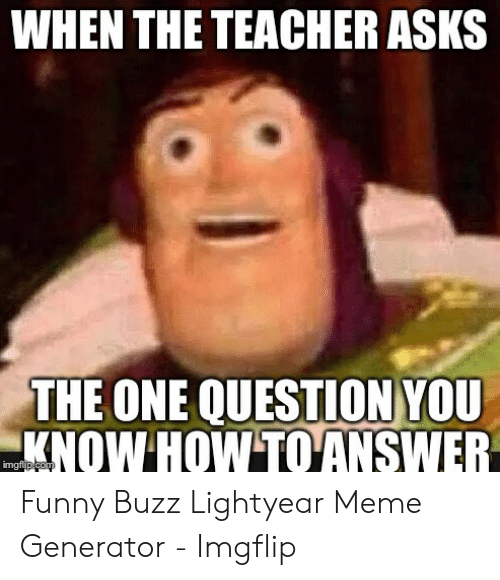 WHEN THE TEACHER ASKS
THE ONE QUESTION YOU
KNOW HOW TO ANSWER
imgflip.com
Funny Buzz Lightyear Meme
Generator - Imgflip